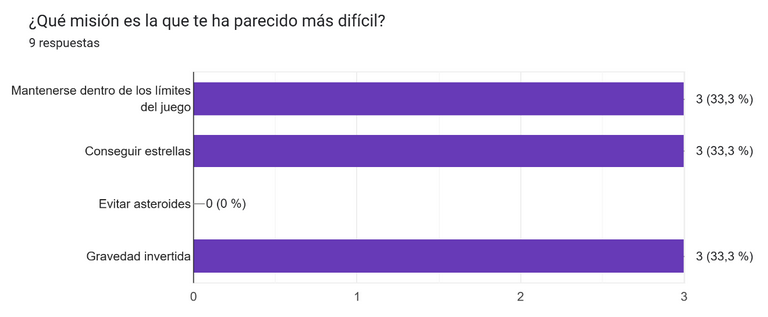 ¿Qué misión es la que te ha parecido más difícil?
9 respuestas
Mantenerse dentro de los límites
del juego
3 (33,3 %)
Conseguir estrellas
3 (33,3 %)
Evitar asteroides
0 (0 %)
Gravedad invertida
3 (33,3 %)
0
1
2
3